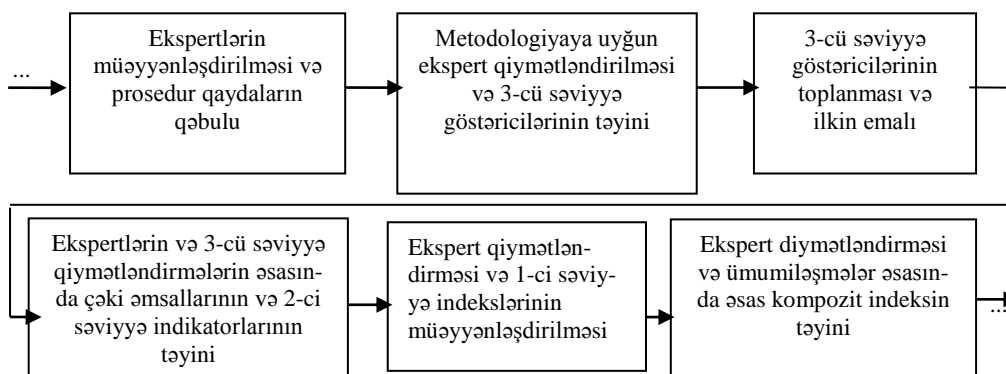 ...
Ekspertlərin
müəyyənləşdirilməsi və
prosedur qaydaların
qəbulu
Metodologiyaya uyğun
ekspert qiymətləndirilməsi
və 3-cü səviyyə
göstəricilərinin təyini
3-cü səviyyə
göstəricilərinin
toplanması və
ilkin emalı
Ekspertlərin və 3-cü səviyyə
qiymətləndirmələrin əsasın-
da çəki əmsallarının və 2-ci
səviyyə indikatorlarının
təyini
Ekspert qiymətlən-
dirməsi və 1-ci səviy-
yə indekslərinin
müəyyənləşdirilməsi
Ekspert diymətləndirməsi
və ümumiləşmələr əsasın-
da əsas kompozit indeksin
təyini
...